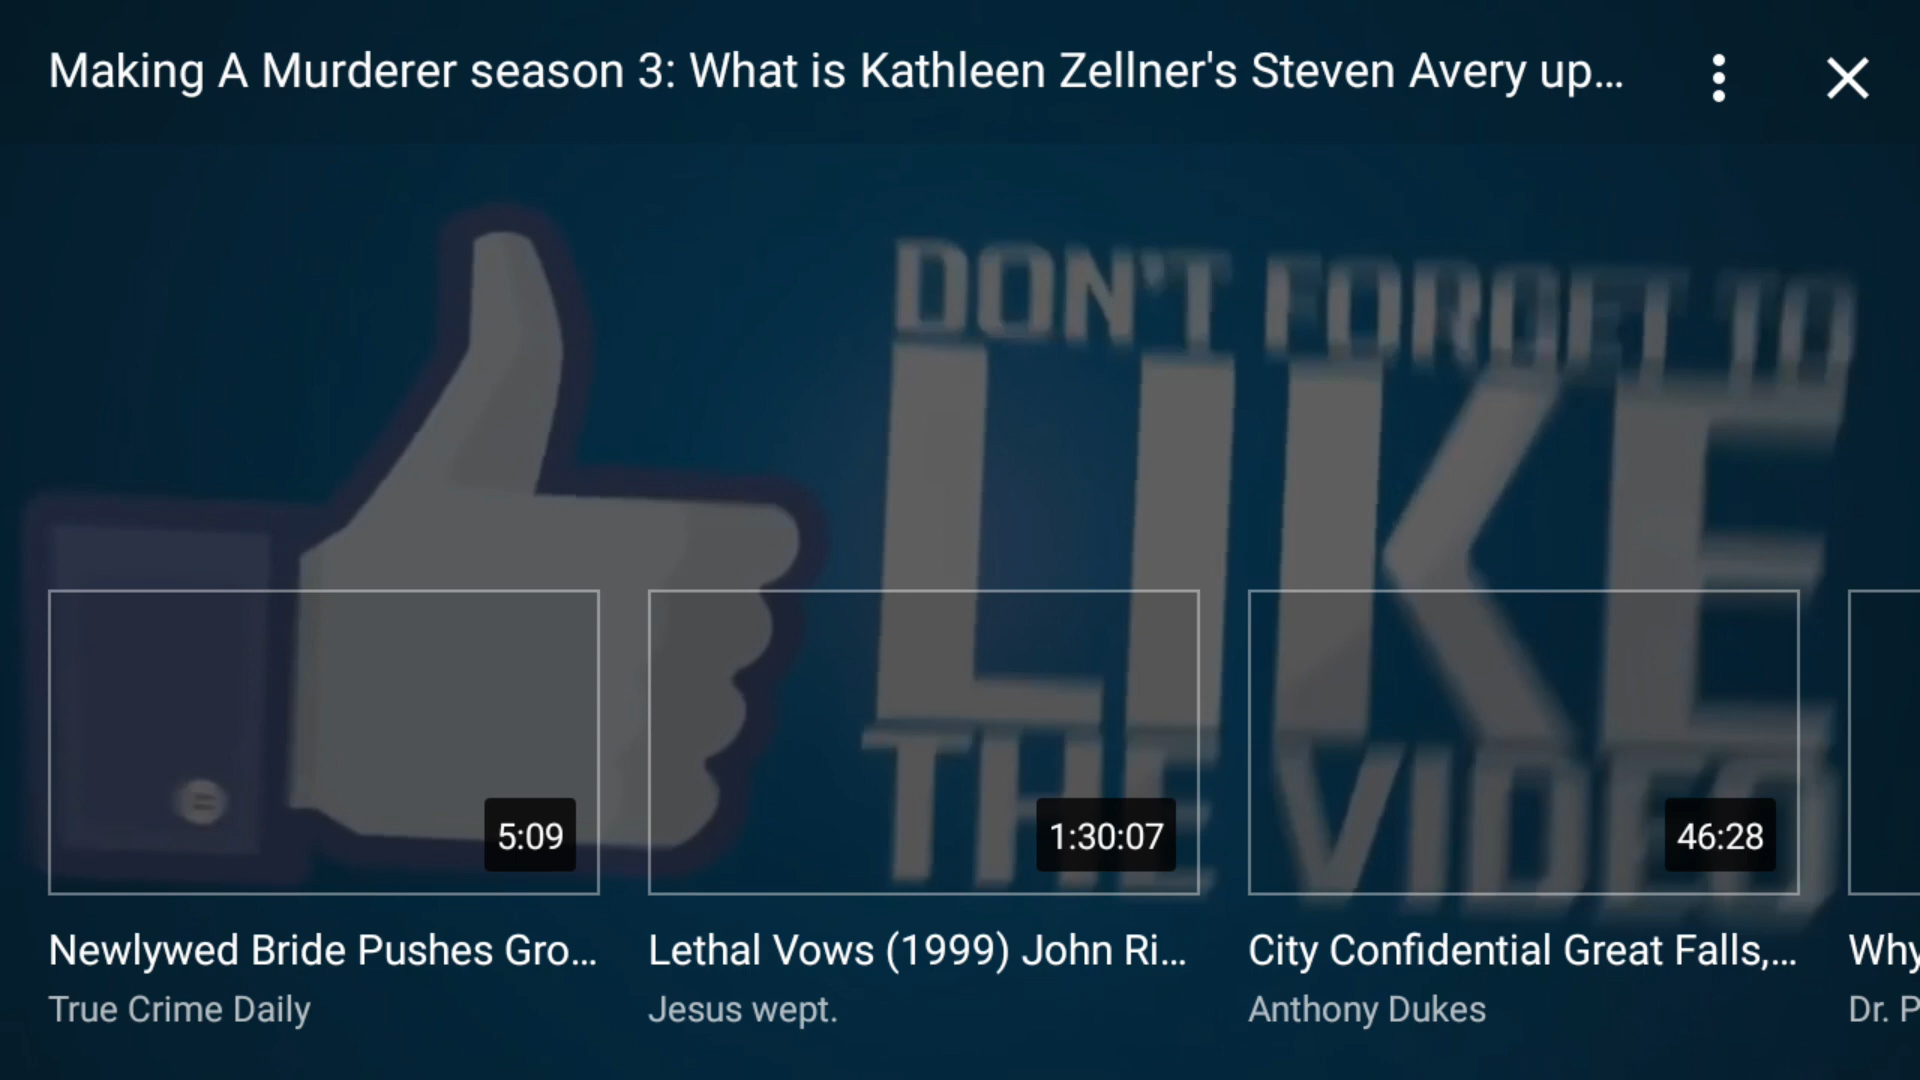 Making A Murderer season 3: What is Kathleen Zellner's Steven Avery up...
DON'T FORGET TO
LIKE
THE VIDEO
5:09
1:30:07
46:28
Newlywed Bride Pushes Gro...
Lethal Vows (1999) John Ri...
City Confidential Great Falls,...
Why
True Crime Daily
Jesus wept.
Anthony Dukes
Dr. P